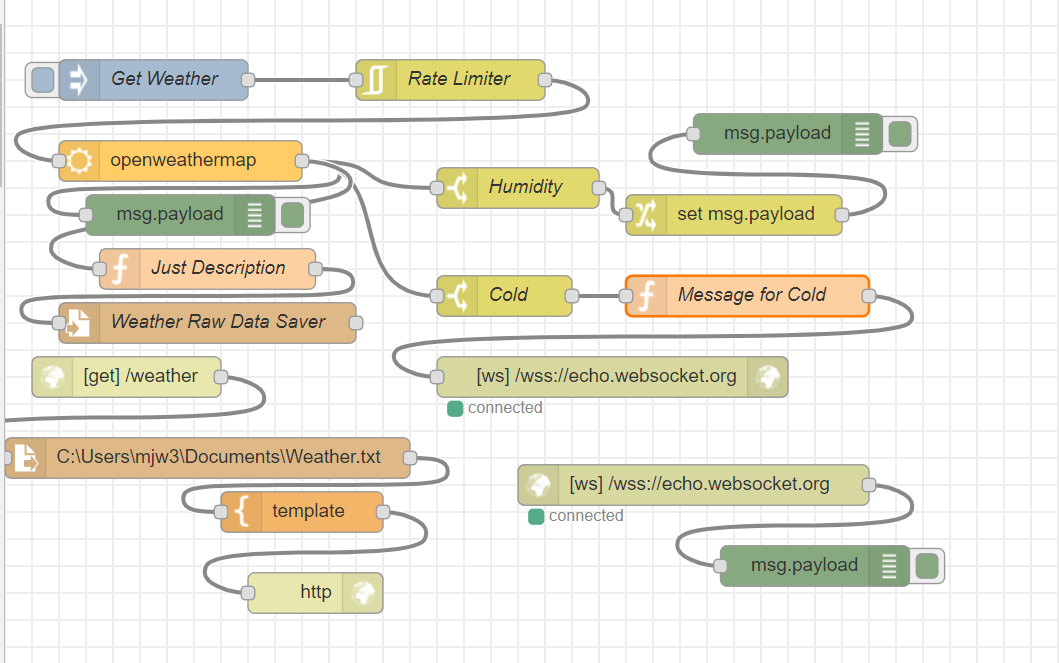 Get Weather
Rate Limiter
msg.payload
openweathermap
Humidity
msg.payload
set msg.payload
Just Description
Cold
Message for Cold
Weather Raw Data Saver
[get] /weather
[ws] /wss://echo.websocket.org
connected
C:\Users\mjw3\Documents\Weather.txt
[ws] /wss://echo.websocket.org
template
connected
msg.payload
http